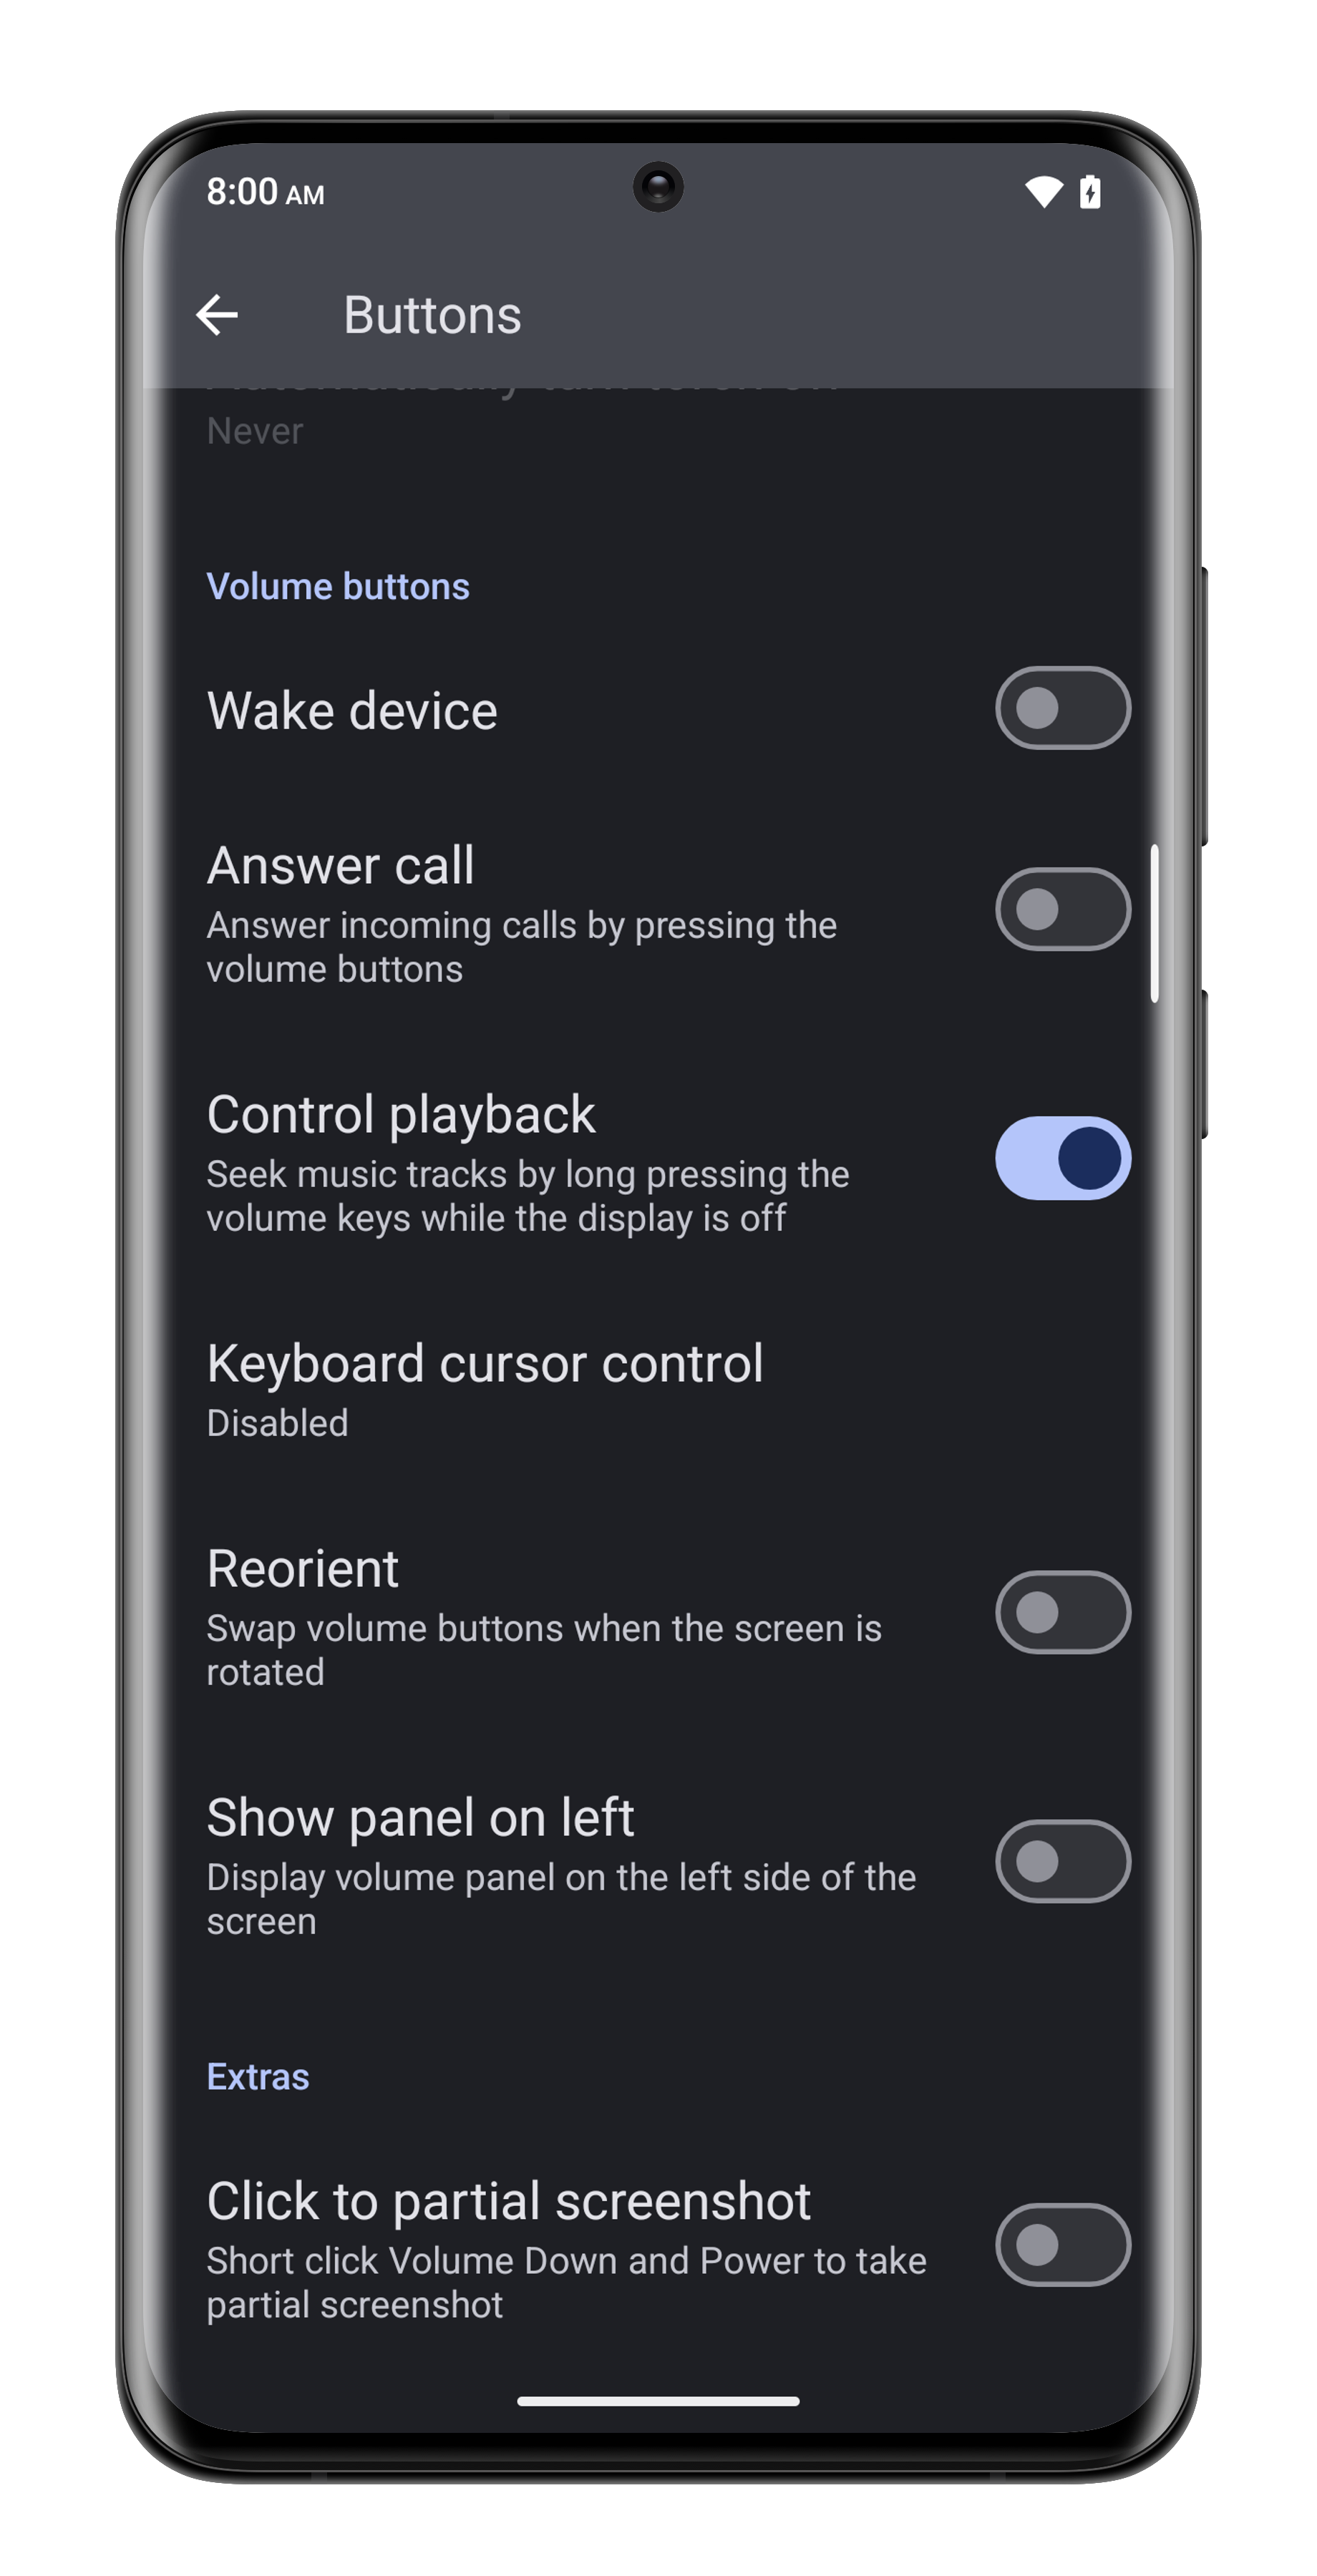 8:00 AM
Buttons
Never
Volume buttons
Wake device
Answer call
Answer incoming calls by pressing the
volume buttons
Control playback
Seek music tracks by long pressing the
volume keys while the display is off
Keyboard cursor control
Disabled
Reorient
Swap volume buttons when the screen is
rotated
Show panel on left
Display volume panel on the left side of the
screen
Extras
Click to partial screenshot
Short click Volume Down and Power to take
partial screenshot